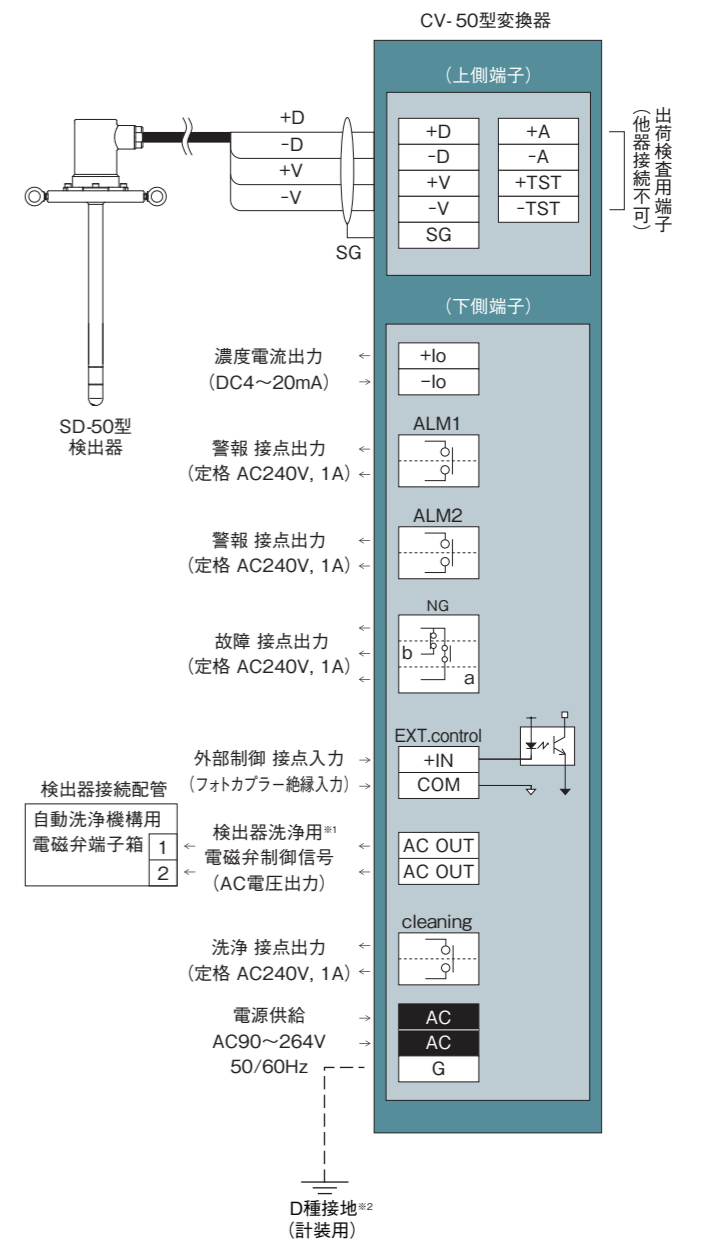 CV-50型変換器
（上側端子）
+D
-D
+V
-V
SG
+D
-D
+V
-V
SG
+A
-A
+TST
-TST
出荷検査用端子
（他器接続不可）
SD-50型
検出器
（下側端子）
濃度電流出力
（DC4～20mA）
+Io
-Io
ALM1
警報 接点出力
（定格 AC240V, 1A）
ALM2
警報 接点出力
（定格 AC240V, 1A）
NG
故障 接点出力
（定格 AC240V, 1A）
b
a
EXT.control
外部制御 接点入力
（フォトカプラー絶縁入力）
+IN
COM
検出器接続配管
自動洗浄機構用
電磁弁端子箱
1
2
検出器洗浄用※1
電磁弁制御信号
（AC電圧出力）
AC OUT
AC OUT
cleaning
洗浄 接点出力
（定格 AC240V, 1A）
電源供給
AC90～264V
50/60Hz
AC
AC
G
D種接地※2
（計装用）